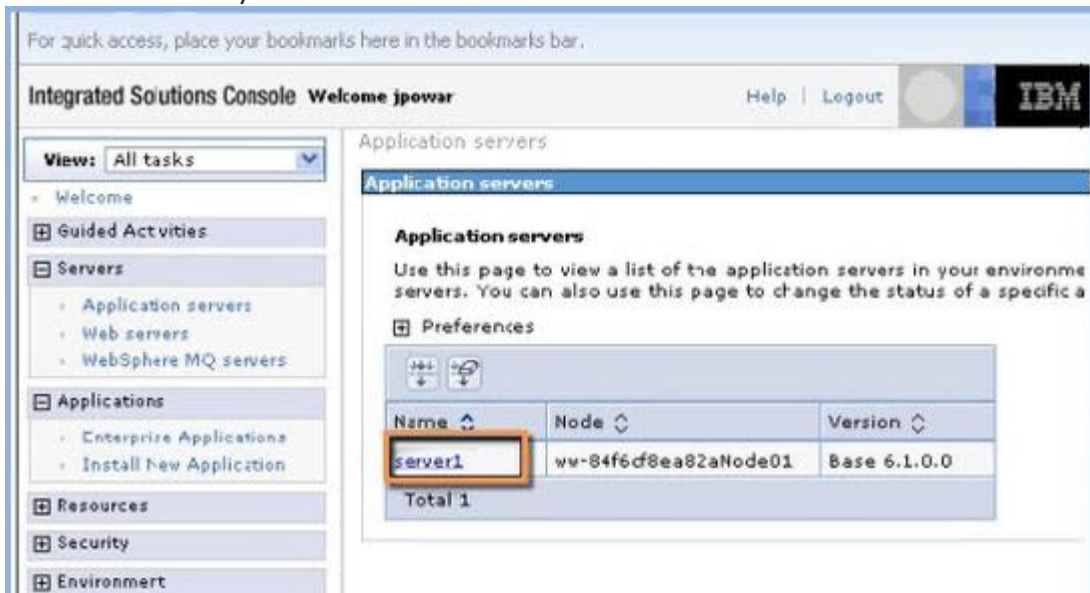 For quick access, place your bookmarks here in the bookmarks bar.
Integrated Solutions Console Welcome jpowar
Help | Logout
IBM
View: All tasks
Welcome
Guided Activities
Servers
Application servers
Web servers
WebSphere MQ servers
Applications
Enterprise Applications
Install New Application
Resources
Security
Environment
Application servers
Application servers
Application servers
Use this page to view a list of the application servers in your environme
servers. You can also use this page to change the status of a specific a
Preferences
Name Node Version
server1 ww-84f6cf8ea82aNode01 Base 6.1.0.0
Total 1